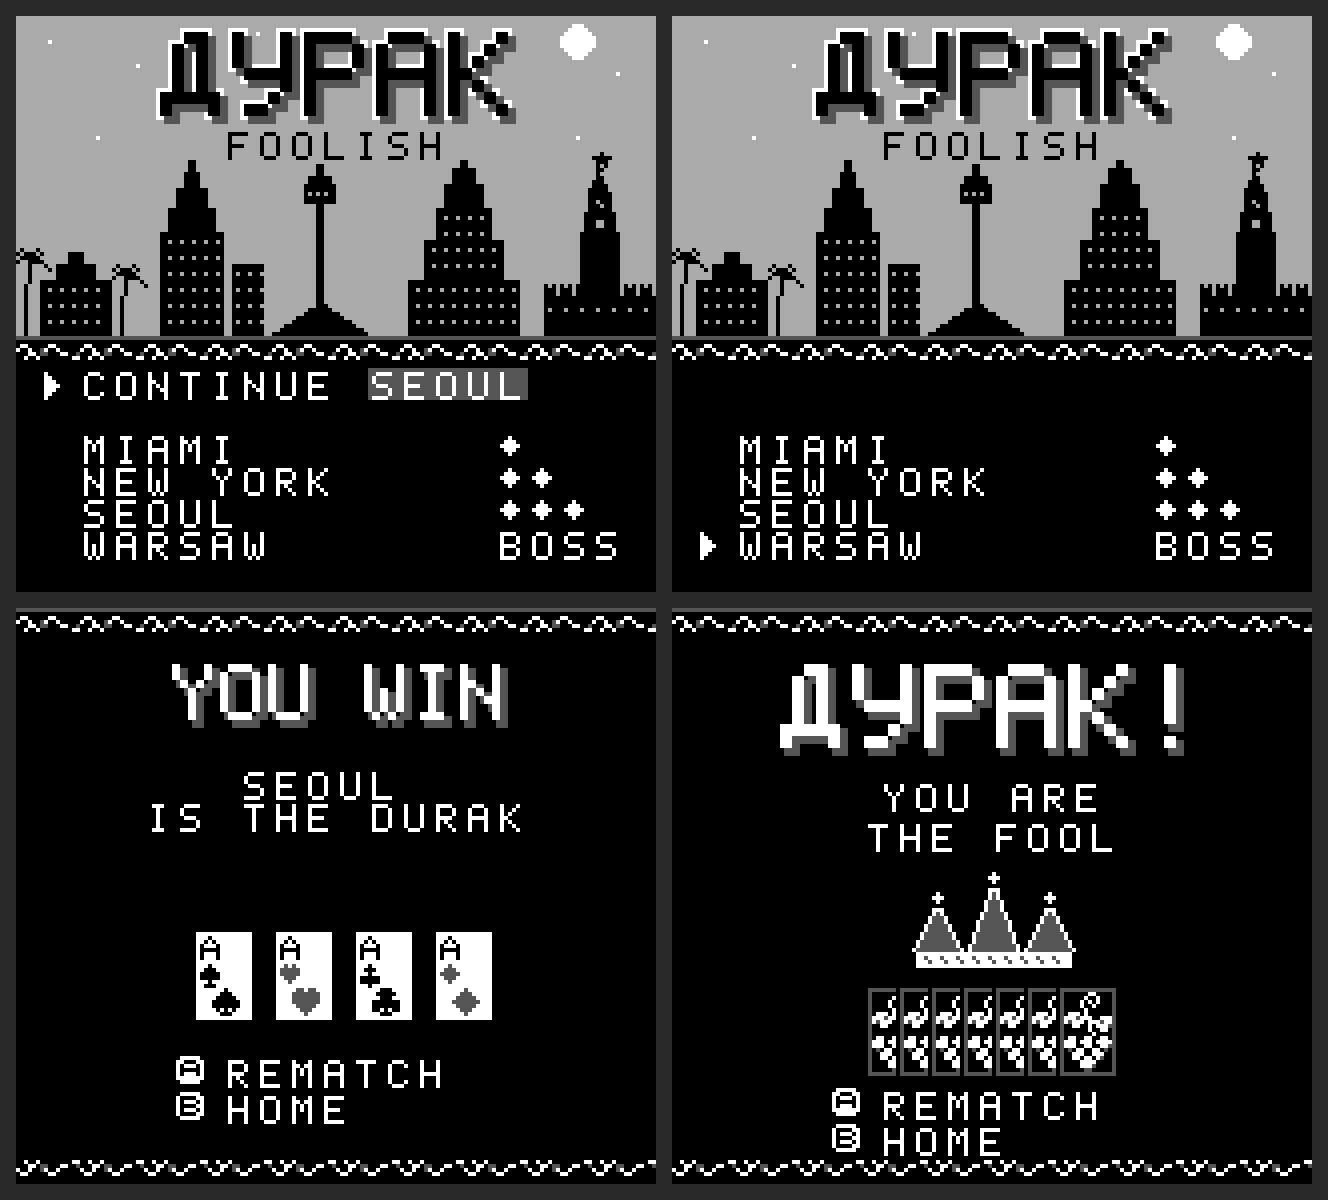 ДУРАК
FOOLISH
CONTINUE SEOUL
MIAMI
NEW YORK
SEOUL
WARSAW BOSS
ДУРАК
FOOLISH
MIAMI
NEW YORK
SEOUL
WARSAW BOSS
YOU WIN
SEOUL
IS THE DURAK
A A A A
A REMATCH
B HOME
ДУРАК!
YOU ARE
THE FOOL
A REMATCH
B HOME